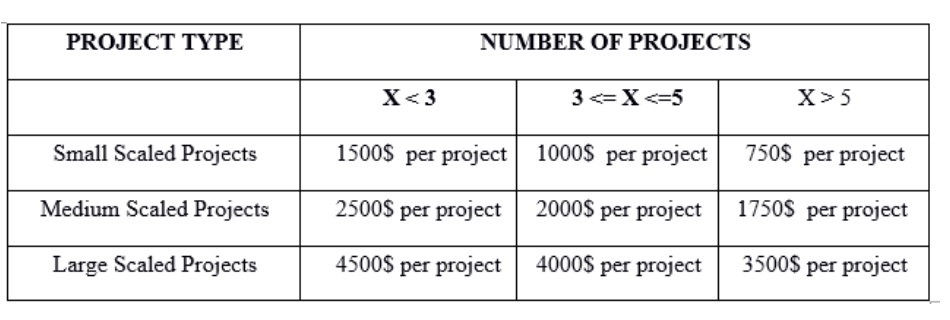 PROJECT TYPE NUMBER OF PROJECTS
X < 3 3 <= X <=5 X > 5
Small Scaled Projects 1500$ per project 1000$ per project 750$ per project
Medium Scaled Projects 2500$ per project 2000$ per project 1750$ per project
Large Scaled Projects 4500$ per project 4000$ per project 3500$ per project